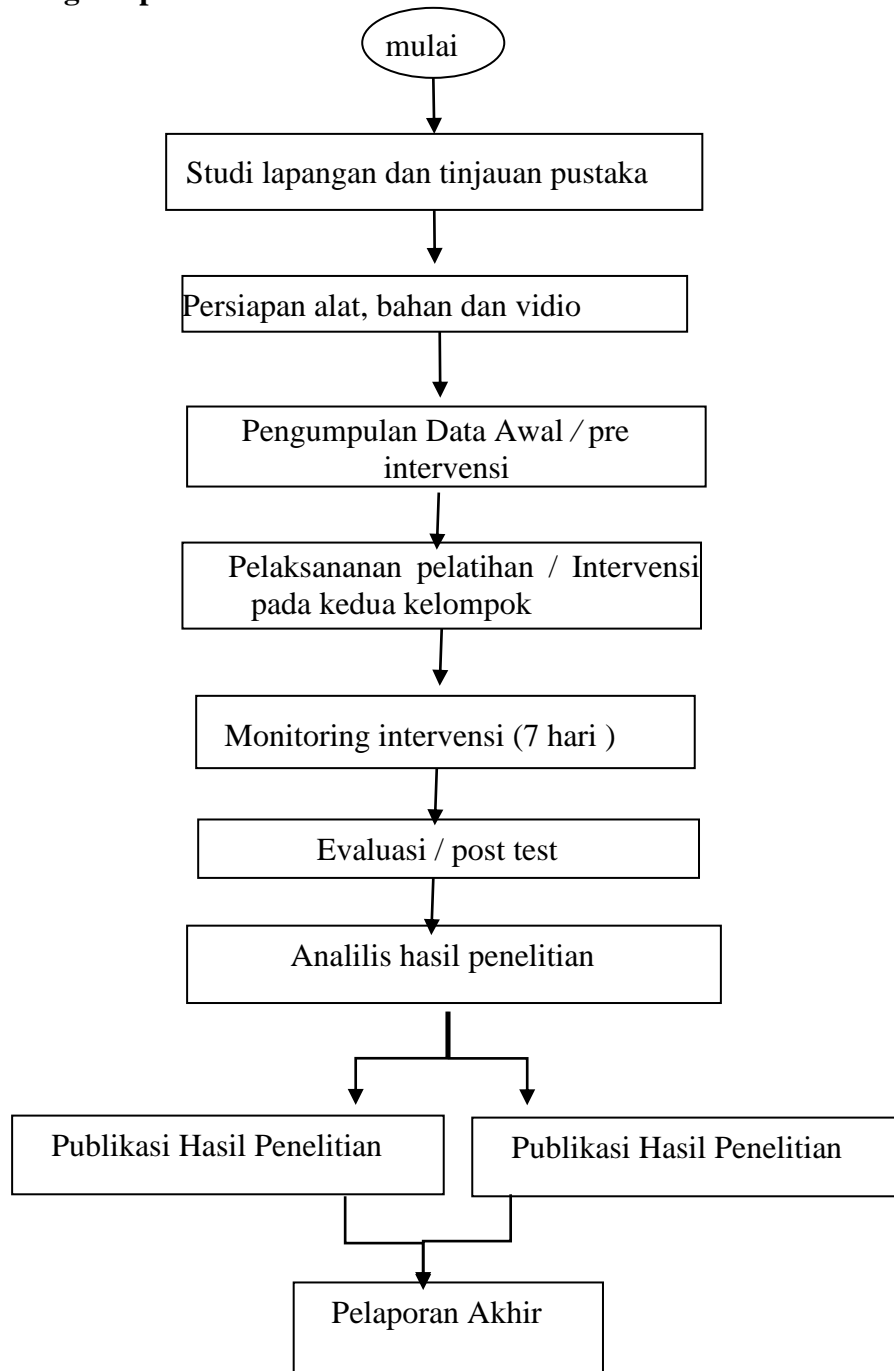 mulai
Studi lapangan dan tinjauan pustaka
Persiapan alat, bahan dan vidio
Pengumpulan Data Awal / pre
intervensi
Pelaksananan pelatihan / Intervensi
pada kedua kelompok
Monitoring intervensi (7 hari )
Evaluasi / post test
Analilis hasil penelitian
Publikasi Hasil Penelitian
Publikasi Hasil Penelitian
Pelaporan Akhir